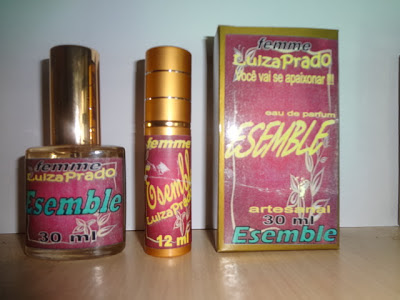 femme
LuizaPrado
Esemble
30 ml
femme
Esemble
LuizaPrado
12 ml
femme
LuizaPrado
Você vai se apaixonar !!!
eau de parfum
ESEMBLE
artesanal
30 ml
Esemble